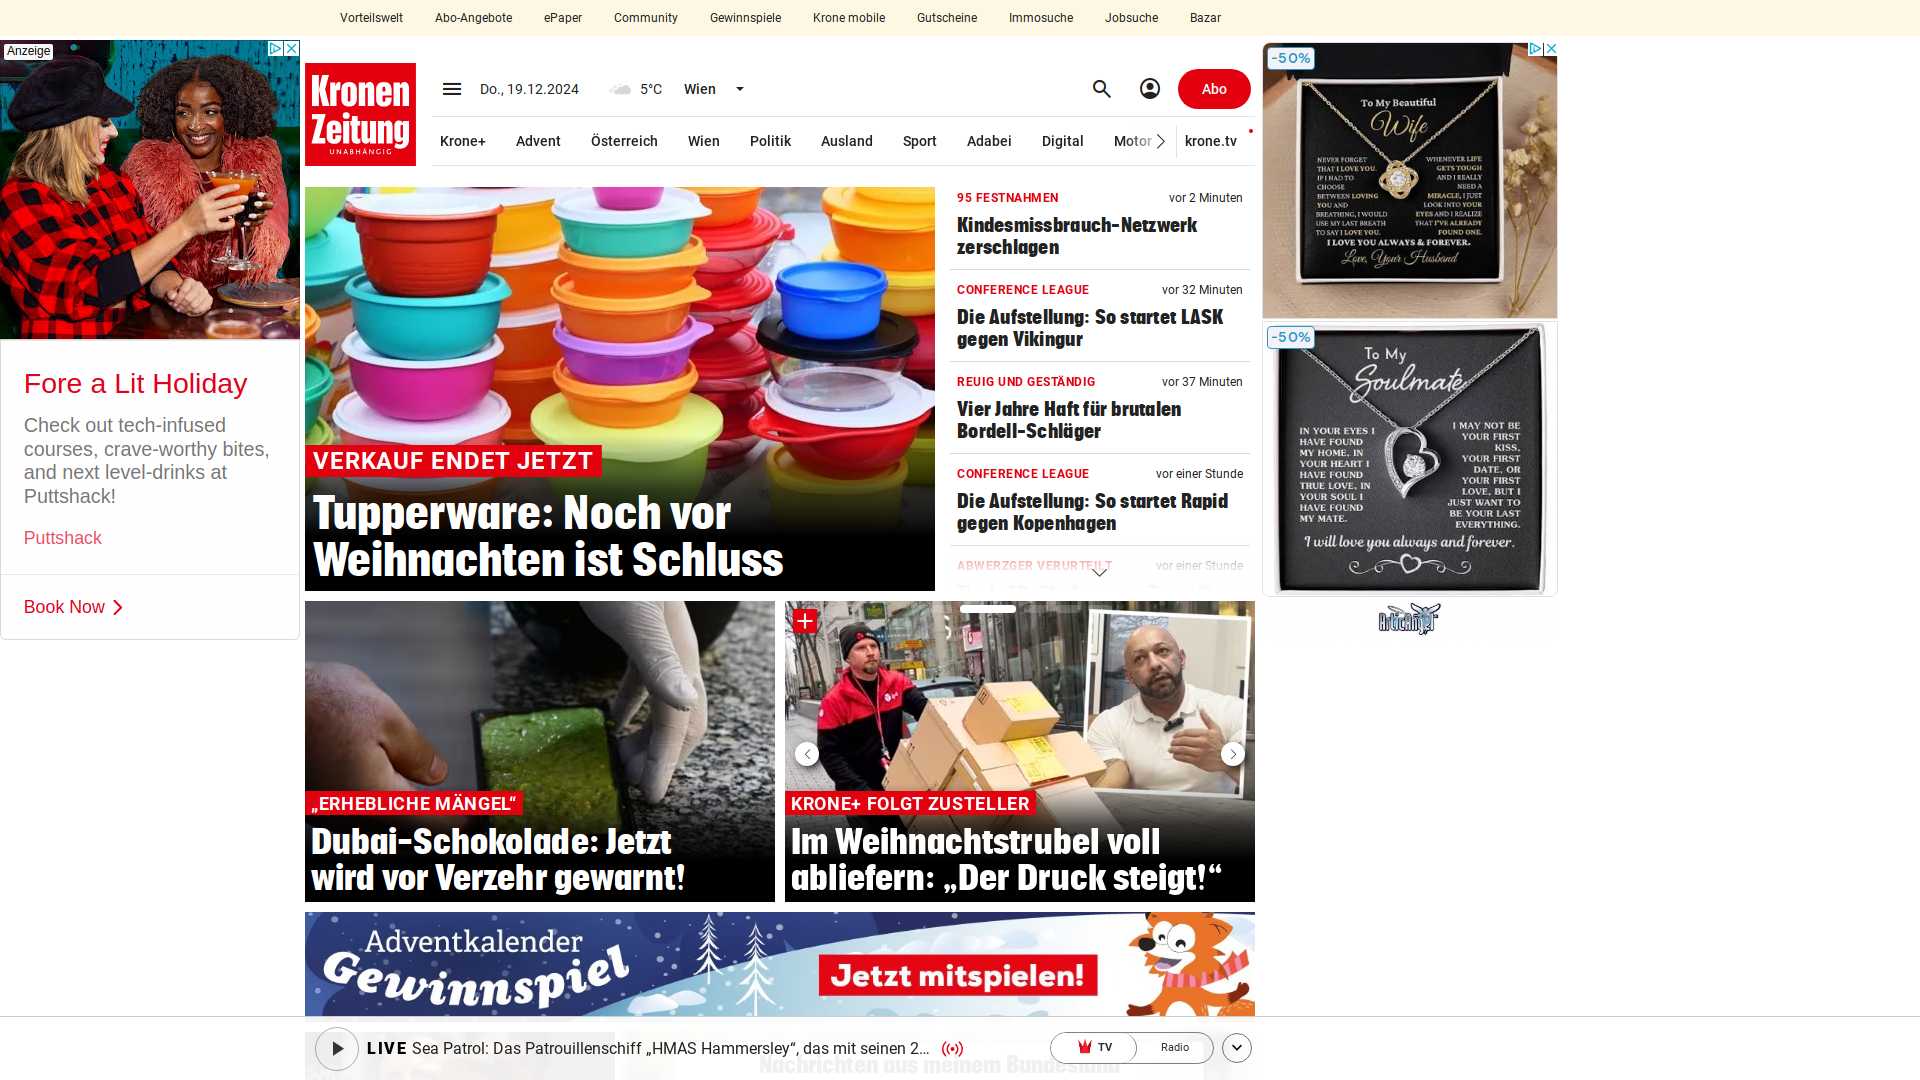 Vorteilswelt Abo-Angebote ePaper Community Gewinnspiele Krone mobile Gutscheine Immosuche Jobsuche Bazar
Anzeige
Fore a Lit Holiday
Check out tech-infused
courses, crave-worthy bites,
and next level-drinks at
Puttshack!
Puttshack
Book Now
Kronen
Zeitung
UNABHÄNGIG
Do., 19.12.2024 5°C Wien
Abo
Krone+ Advent Österreich Wien Politik Ausland Sport Adabei Digital Motor krone.tv
VERKAUF ENDET JETZT
Tupperware: Noch vor
Weihnachten ist Schluss
95 FESTNAHMEN vor 2 Minuten
Kindesmissbrauch-Netzwerk
zerschlagen
CONFERENCE LEAGUE vor 32 Minuten
Die Aufstellung: So startet LASK
gegen Vikingur
REUIG UND GESTÄNDIG vor 37 Minuten
Vier Jahre Haft für brutalen
Bordell-Schläger
CONFERENCE LEAGUE vor einer Stunde
Die Aufstellung: So startet Rapid
gegen Kopenhagen
ABWERZGER VERURTEILT vor einer Stunde
„ERHEBLICHE MÄNGEL“
Dubai-Schokolade: Jetzt
wird vor Verzehr gewarnt!
KRONE+ FOLGT ZUSTELLER
Im Weihnachtstrubel voll
abliefern: „Der Druck steigt!“
Adventkalender
Gewinnspiel
Jetzt mitspielen!
LIVE Sea Patrol: Das Patrouillenschiff „HMAS Hammersley“, das mit seinen 2...
TV Radio
Nachrichten aus meinem Bundesland
-50%
To My Beautiful
Wife
NEVER FORGET
THAT I LOVE YOU.
IF I HAD TO
CHOOSE
BETWEEN LOVING
YOU AND
BREATHING, I WOULD
USE MY LAST BREATH
TO SAY I LOVE YOU.
WHENEVER LIFE
GETS TOUGH
AND I REALLY
NEED A
MIRACLE, I JUST
LOOK INTO YOUR
EYES AND I REALIZE
THAT I'VE ALREADY
FOUND ONE.
I LOVE YOU ALWAYS & FOREVER.
Love, Your Husband
-50%
To My
Soulmate
IN YOUR EYES I
HAVE FOUND
MY HOME. IN
YOUR HEART I
HAVE FOUND
TRUE LOVE. IN
YOUR SOUL I
HAVE FOUND
MY MATE.
I MAY NOT BE
YOUR FIRST
KISS,
YOUR FIRST
DATE, OR
YOUR FIRST
LOVE, BUT I
JUST WANT TO
BE YOUR LAST
EVERYTHING.
I will love you always and forever.